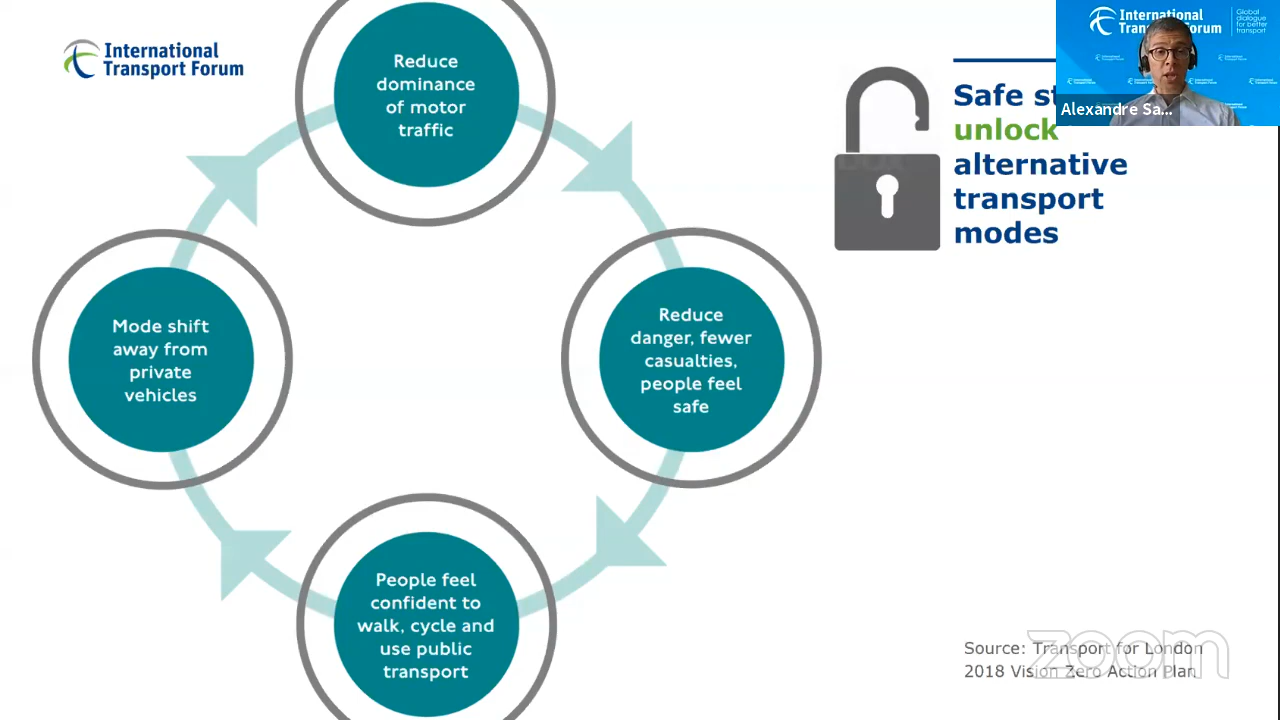 International
Transport Forum
Reduce
dominance
of motor
traffic
Reduce
danger, fewer
casualties,
people feel
safe
People feel
confident to
walk, cycle and
use public
transport
Mode shift
away from
private
vehicles
Safe
unlock
alternative
transport
modes
International
Forum
Global
dialogue
for better
transport
Alexandre Sa...
Source: Transport for London
2018 Vision Zero Action Plan
zoom